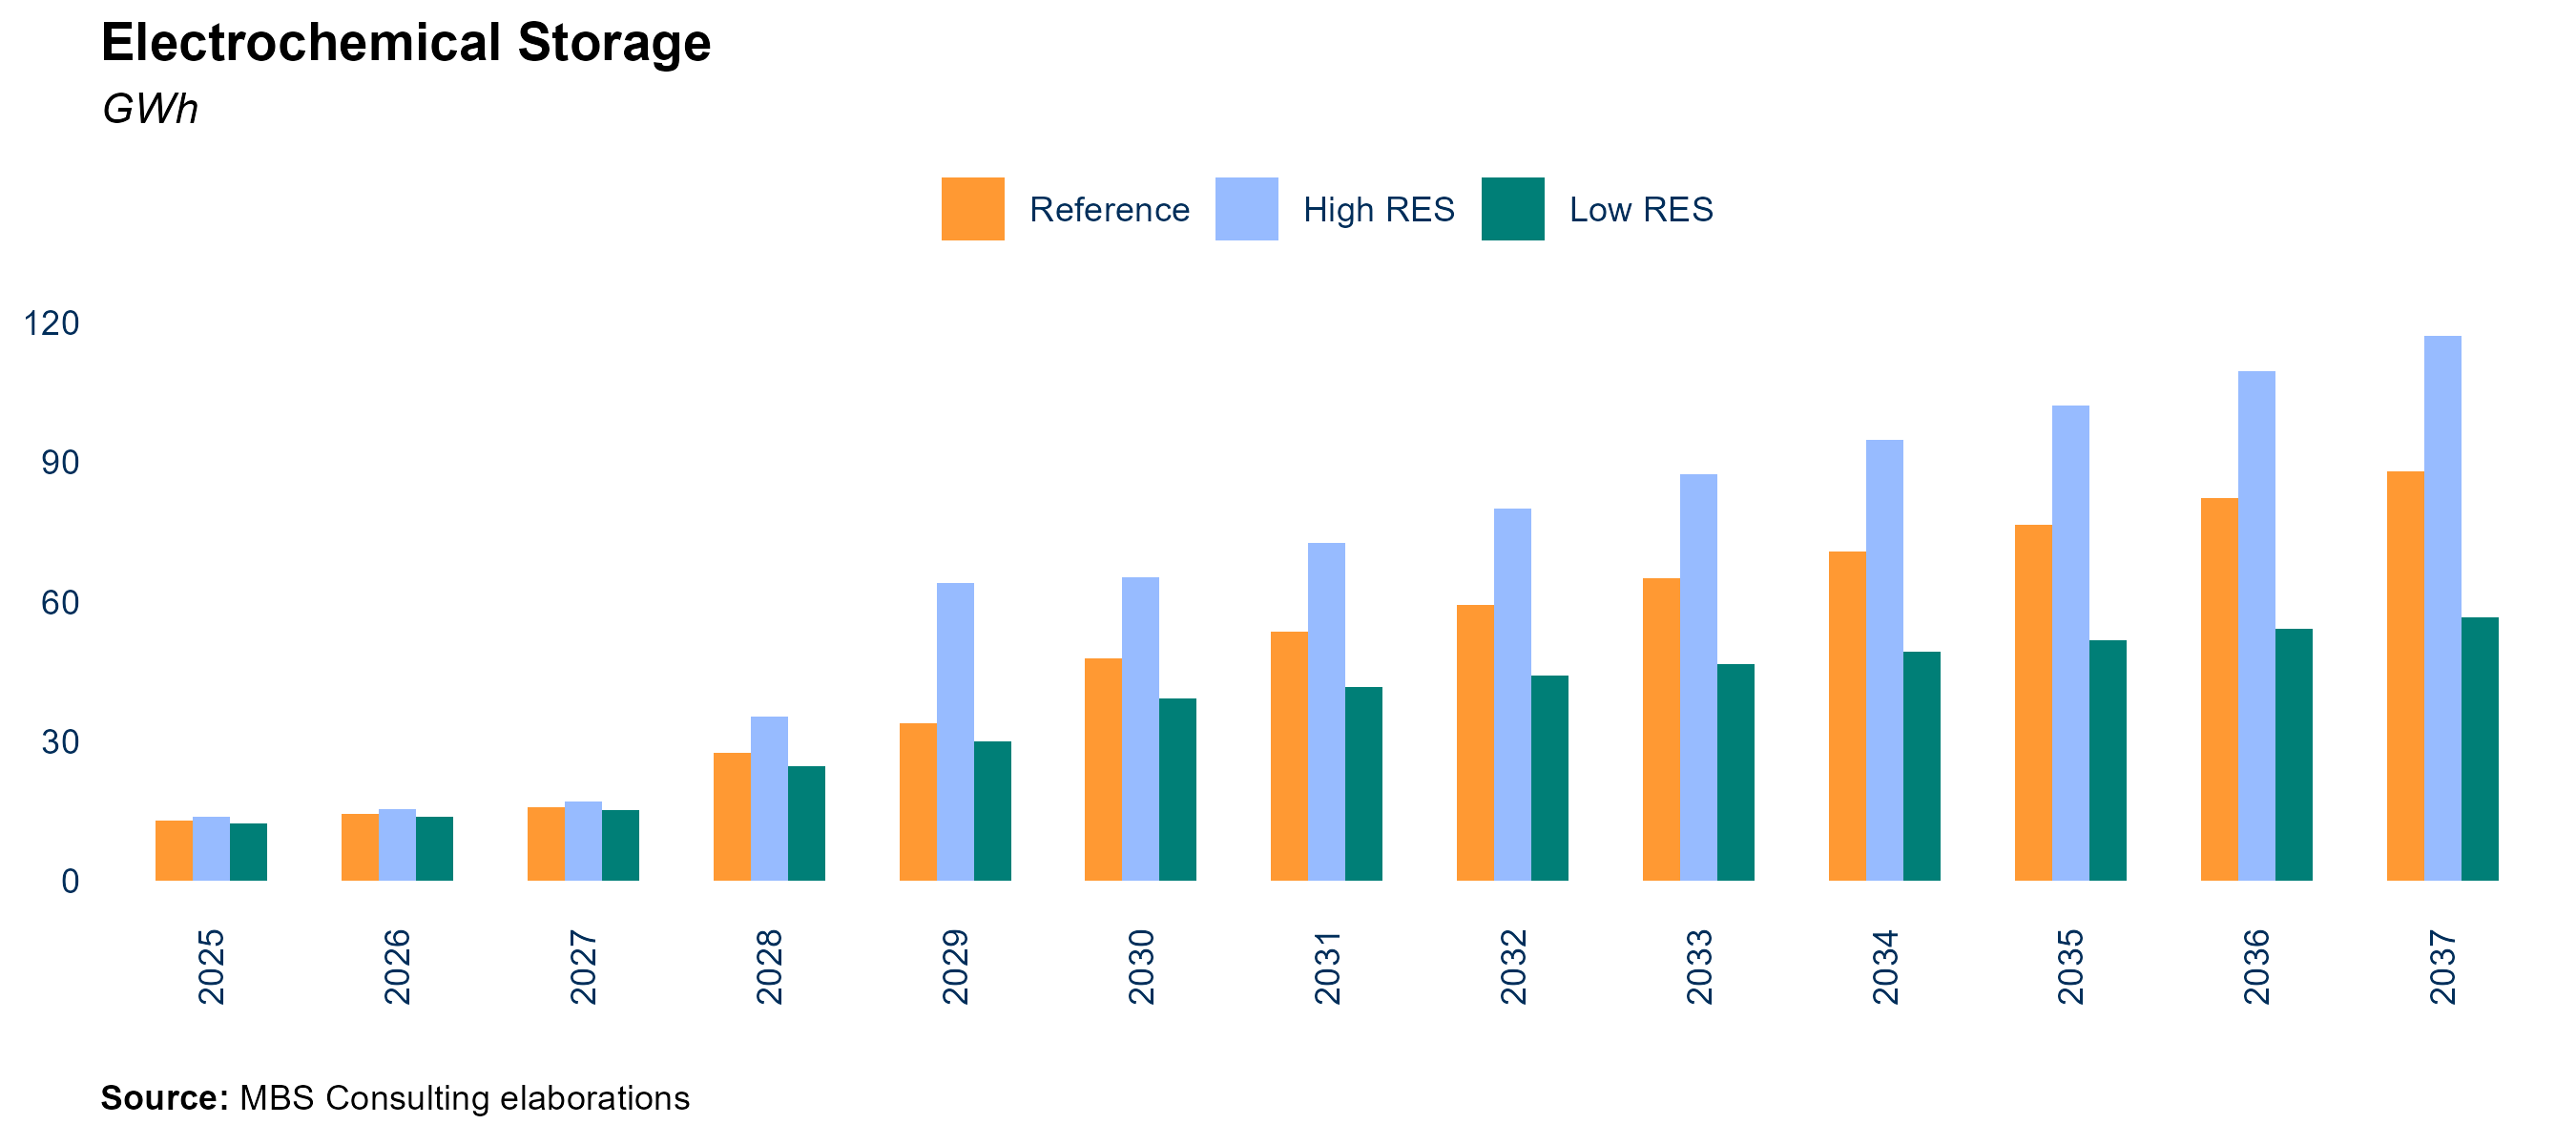 Electrochemical Storage
GWh
Reference High RES Low RES
120
90
60
30
0
2025 2026 2027 2028 2029 2030 2031 2032 2033 2034 2035 2036 2037
Source: MBS Consulting elaborations